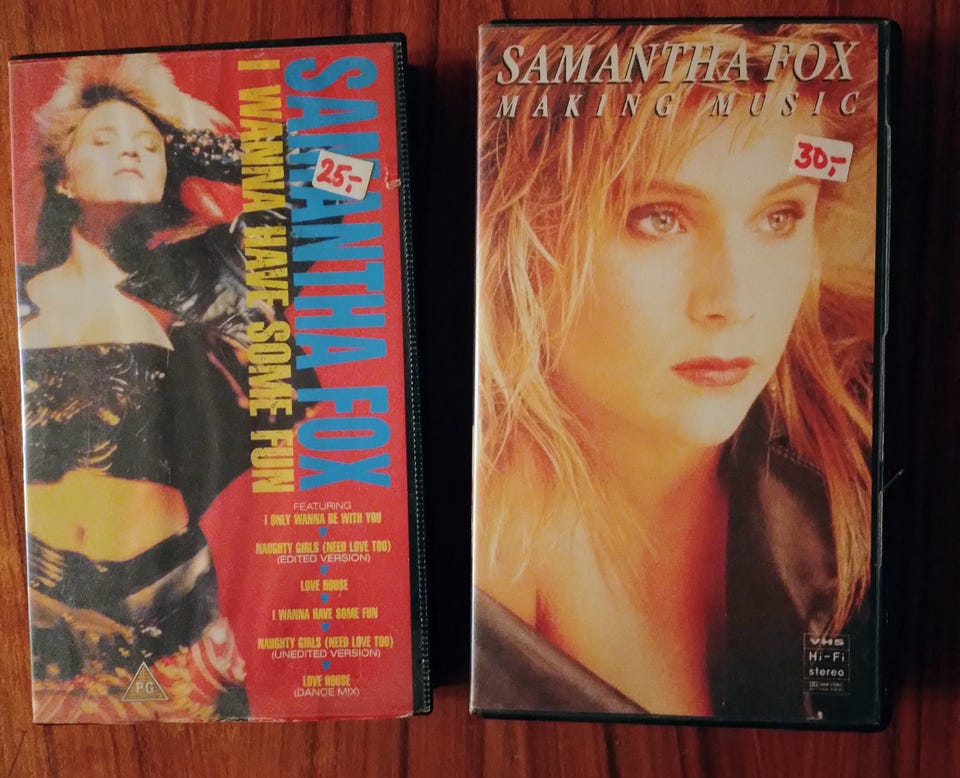 SAMANTHA FOX
I WANNA HAVE SOME FUN
25,-
FEATURING
I ONLY WANNA BE WITH YOU
NAUGHTY GIRLS (NEED LOVE TOO)
(EDITED VERSION)
LOVE HOUSE
I WANNA HAVE SOME FUN
NAUGHTY GIRLS (NEED LOVE TOO)
(UNEDITED VERSION)
LOVE HOUSE
(DANCE MIX)
PG
SAMANTHA FOX
MAKING MUSIC
30,-
VHS
Hi-Fi
stereo